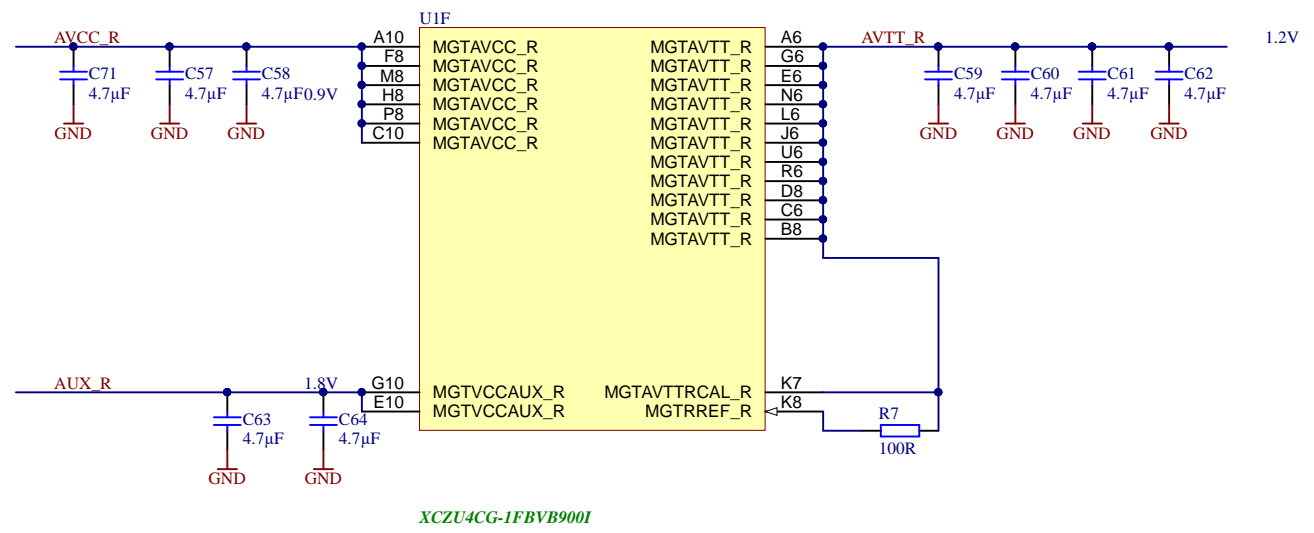 U1F
AVCC_R
A10
MGTAVCC_R
MGTAVTT_R
A6
AVTT_R
1.2V
F8
MGTAVCC_R
MGTAVTT_R
G6
C71
4.7µF
C57
4.7µF
C58
4.7µF
0.9V
M8
MGTAVCC_R
MGTAVTT_R
E6
C59
4.7µF
C60
4.7µF
C61
4.7µF
C62
4.7µF
H8
MGTAVCC_R
MGTAVTT_R
N6
P8
MGTAVCC_R
MGTAVTT_R
L6
GND
GND
GND
C10
MGTAVCC_R
MGTAVTT_R
J6
GND
GND
GND
GND
MGTAVTT_R
U6
MGTAVTT_R
R6
MGTAVTT_R
D8
MGTAVTT_R
C6
MGTAVTT_R
B8
AUX_R
1.8V
G10
MGTVCCAUX_R
MGTAVTTRCAL_R
K7
E10
MGTVCCAUX_R
MGTRREF_R
K8
C63
4.7µF
C64
4.7µF
R7
100R
GND
GND
XCZU4CG-1FBVB900I